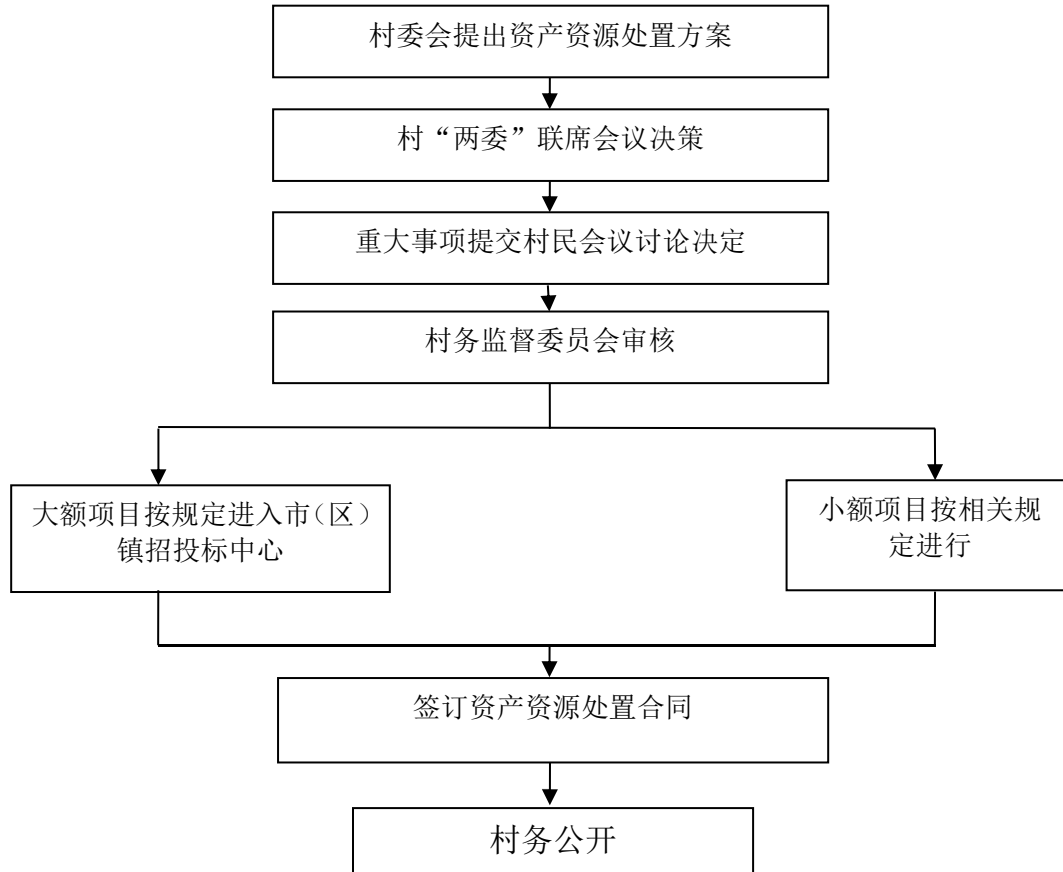 村委会提出资产资源处置方案
村“两委”联席会议决策
重大事项提交村民会议讨论决定
村务监督委员会审核
大额项目按规定进入市（区）
镇招投标中心
小额项目按相关规
定进行
签订资产资源处置合同
村务公开